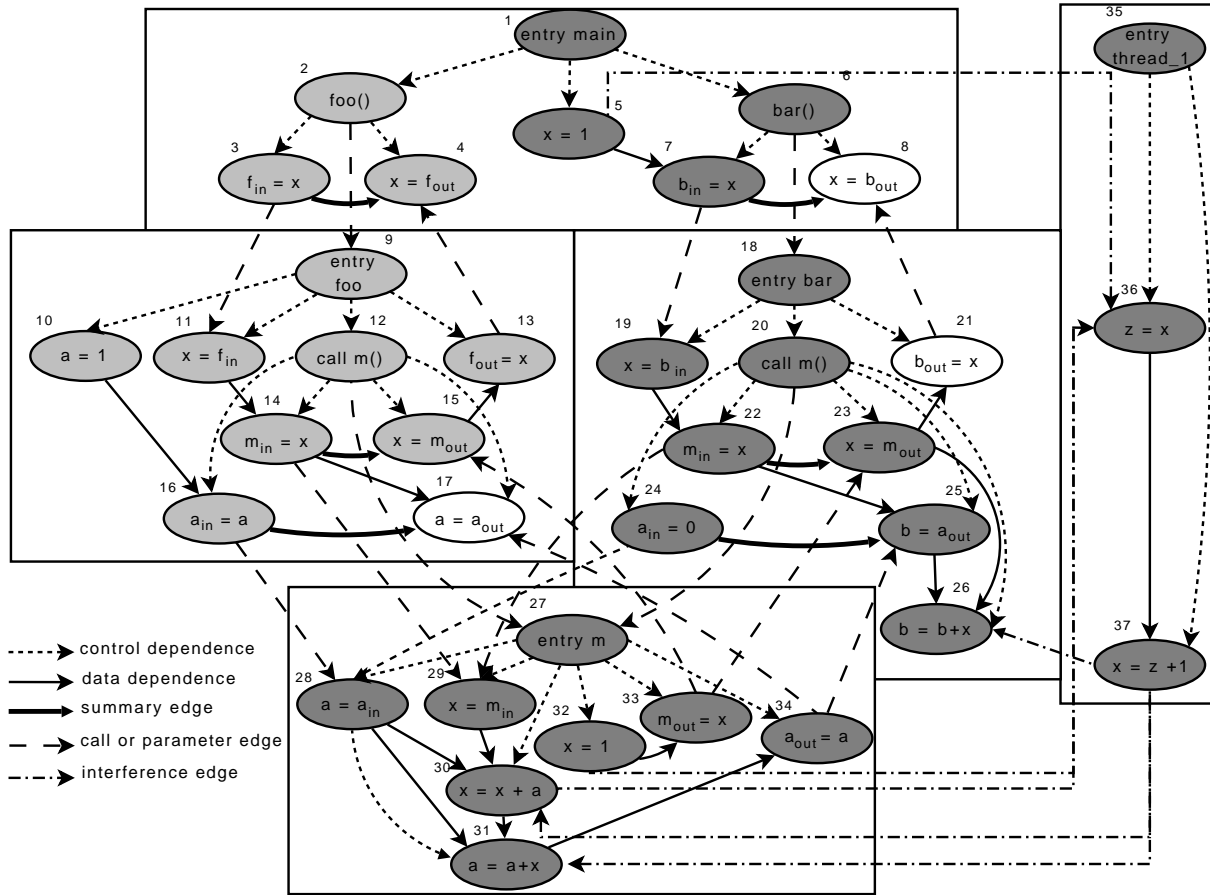 1
entry main
35
entry
thread_1
2
foo()
6
bar()
5
x = 1
3
f_in = x
4
x = f_out
7
b_in = x
8
x = b_out
9
entry
foo
18
entry bar
36
z = x
10
a = 1
11
x = f_in
12
call m()
13
f_out = x
19
x = b_in
20
call m()
21
b_out = x
14
m_in = x
15
x = m_out
22
m_in = x
23
x = m_out
16
a_in = a
17
a = a_out
24
a_in = 0
25
b = a_out
26
b = b+x
27
entry m
37
x = z +1
28
a = a_in
29
x = m_in
32
x = 1
33
m_out = x
34
a_out = a
30
x = x + a
31
a = a+x
control dependence
data dependence
summary edge
call or parameter edge
interference edge